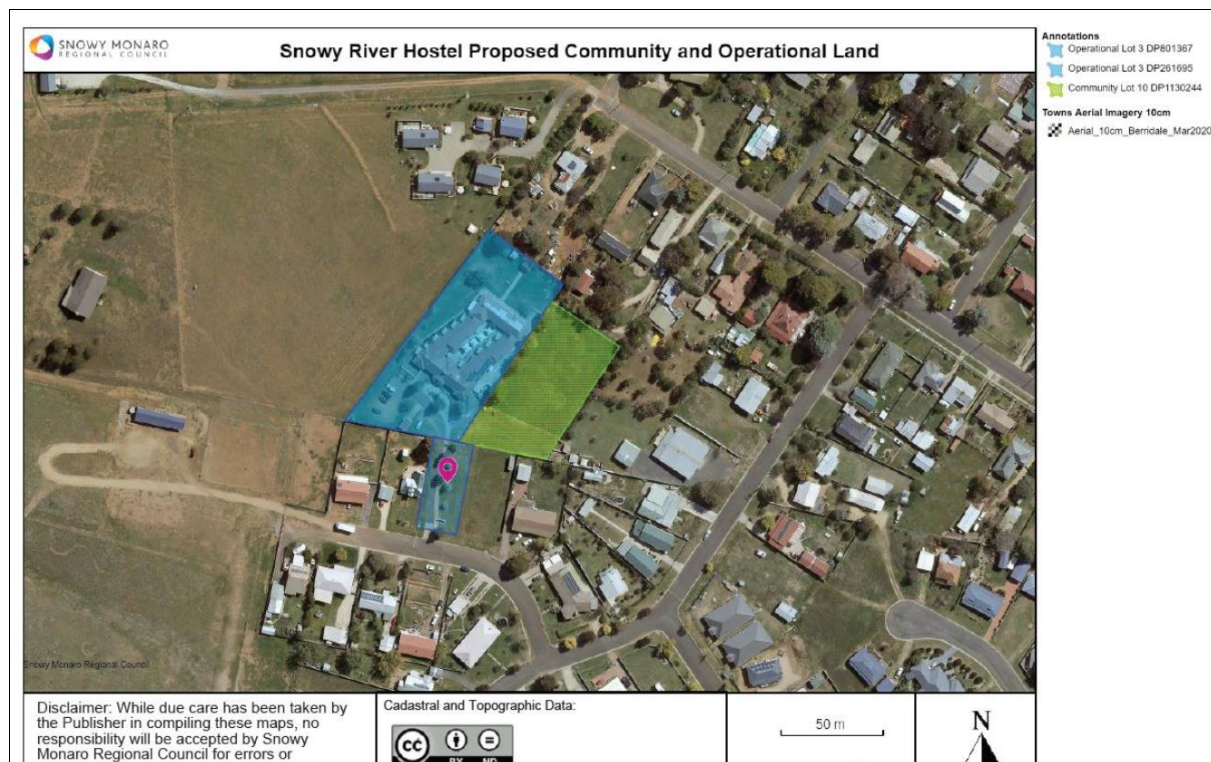 SNOWY MONARO
REGIONAL COUNCIL
Snowy River Hostel Proposed Community and Operational Land
Annotations
Operational Lot 3 DP801367
Operational Lot 3 DP261695
Community Lot 10 DP1130244
Towns Aerial Imagery 10cm
Aerial_10cm_Berridale_Mar2020
Snowy Monaro Regional Council
Disclaimer: While due care has been taken by
the Publisher in compiling these maps, no
responsibility will be accepted by Snowy
Monaro Regional Council for errors or
Cadastral and Topographic Data:
cc
BY ND
50 m
N